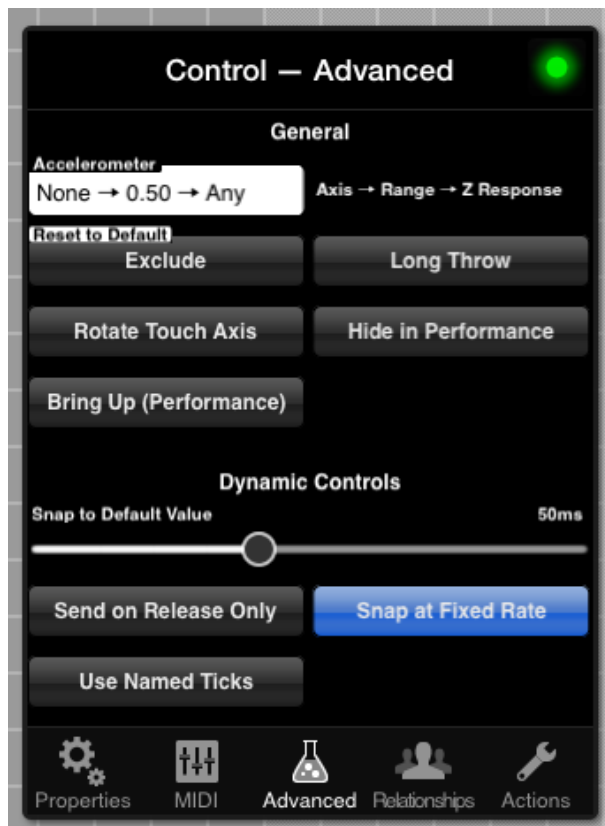 Control — Advanced
General
Accelerometer
None → 0.50 → Any
Axis → Range → Z Response
Reset to Default
Exclude
Long Throw
Rotate Touch Axis
Hide in Performance
Bring Up (Performance)
Dynamic Controls
Snap to Default Value
50ms
Send on Release Only
Snap at Fixed Rate
Use Named Ticks
Properties
MIDI
Advanced
Relationships
Actions